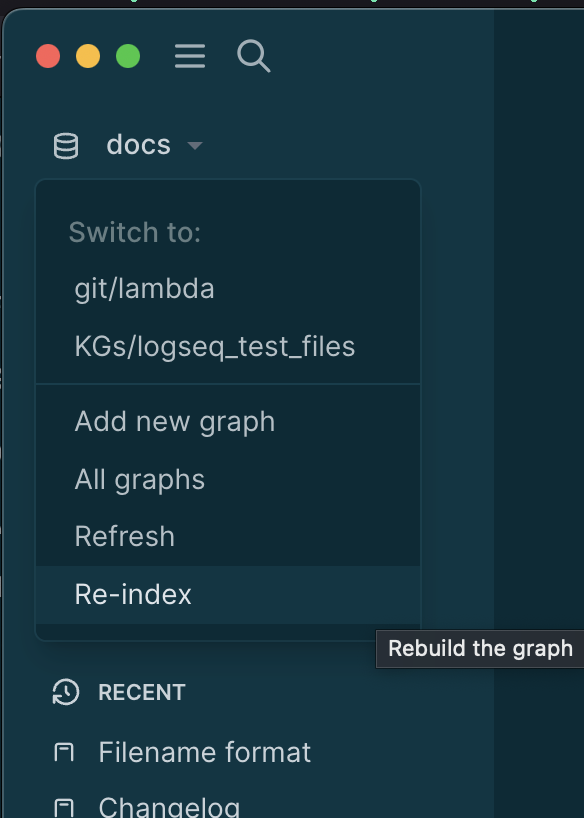 docs
Switch to:
git/lambda
KGs/logseq_test_files
Add new graph
All graphs
Refresh
Re-index
Rebuild the graph
RECENT
Filename format
Changelog